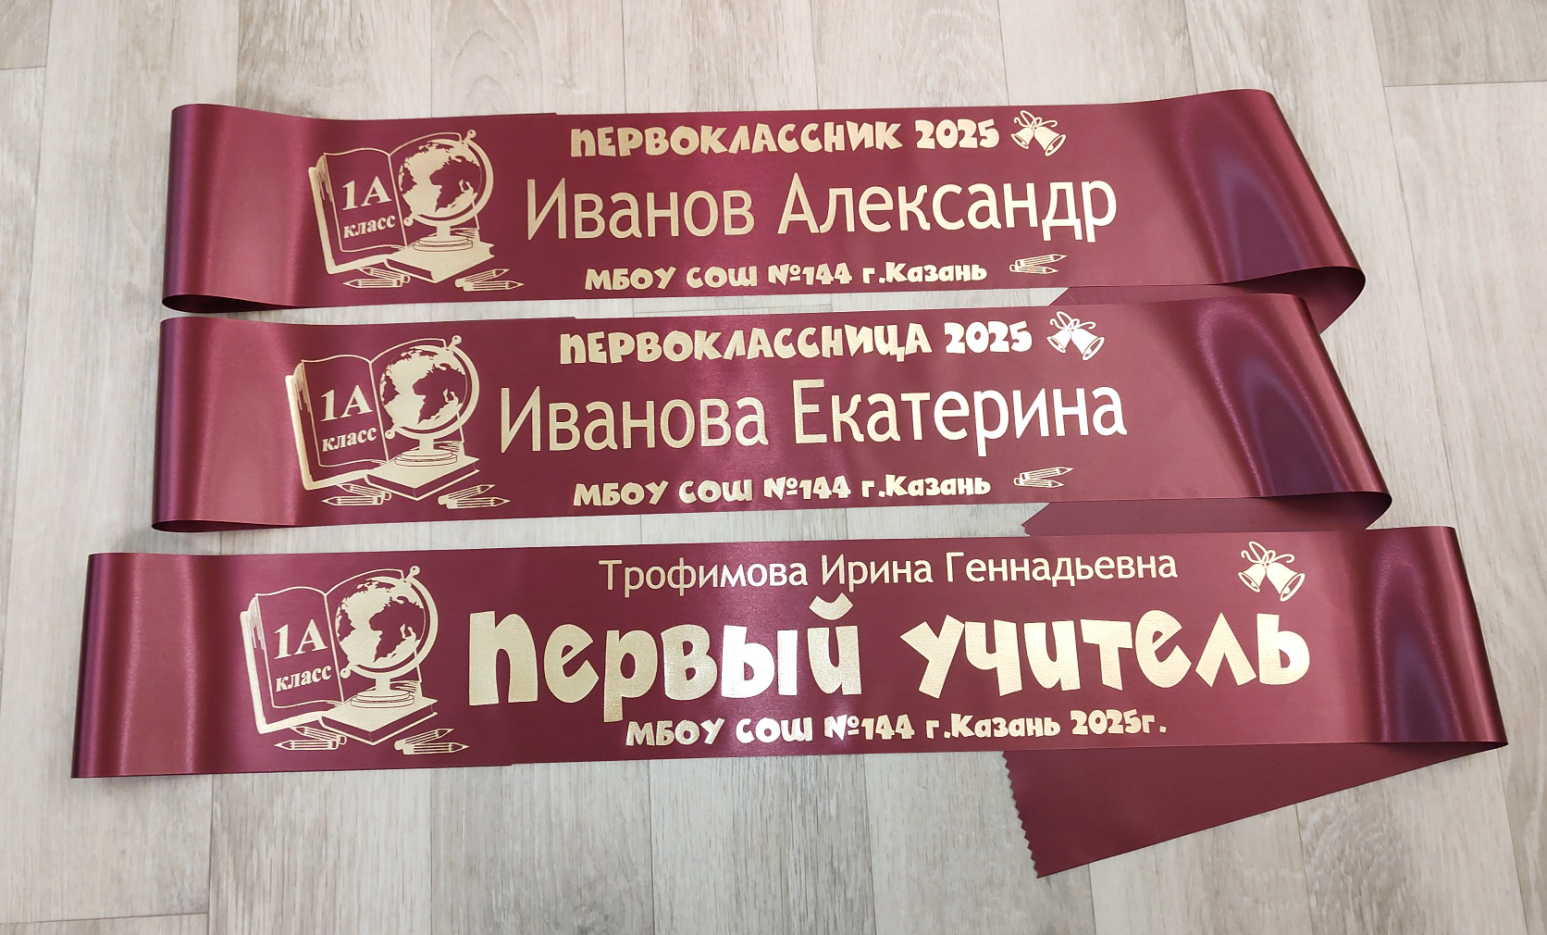 ПЕРВОКЛАССНИК 2025
1А
класс
Иванов Александр
МБОУ СОШ №144 г.Казань
ПЕРВОКЛАССНИЦА 2025
1А
класс
Иванова Екатерина
МБОУ СОШ №144 г.Казань
Трофимова Ирина Геннадьевна
1А
класс
Первый учитель
МБОУ СОШ №144 г.Казань 2025г.